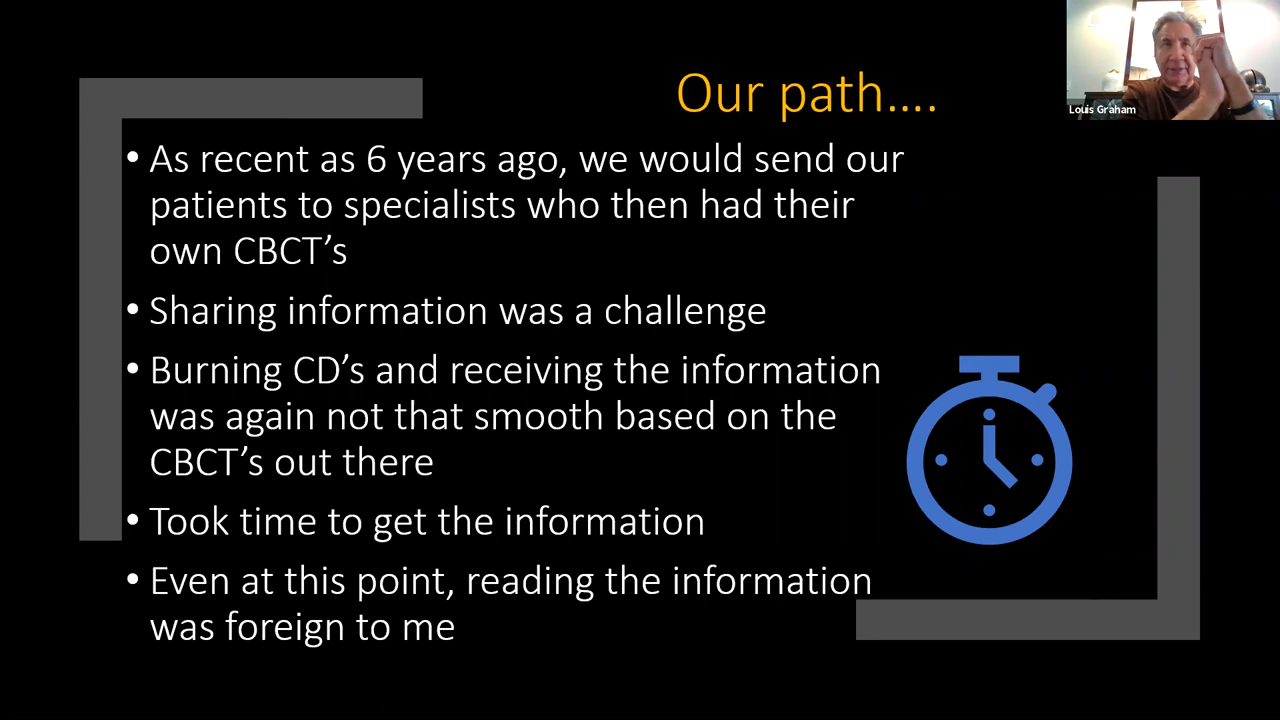 Our path....
Louis Graham
• As recent as 6 years ago, we would send our
patients to specialists who then had their
own CBCT's
• Sharing information was a challenge
• Burning CD's and receiving the information
was again not that smooth based on the
CBCT's out there
• Took time to get the information
• Even at this point, reading the information
was foreign to me